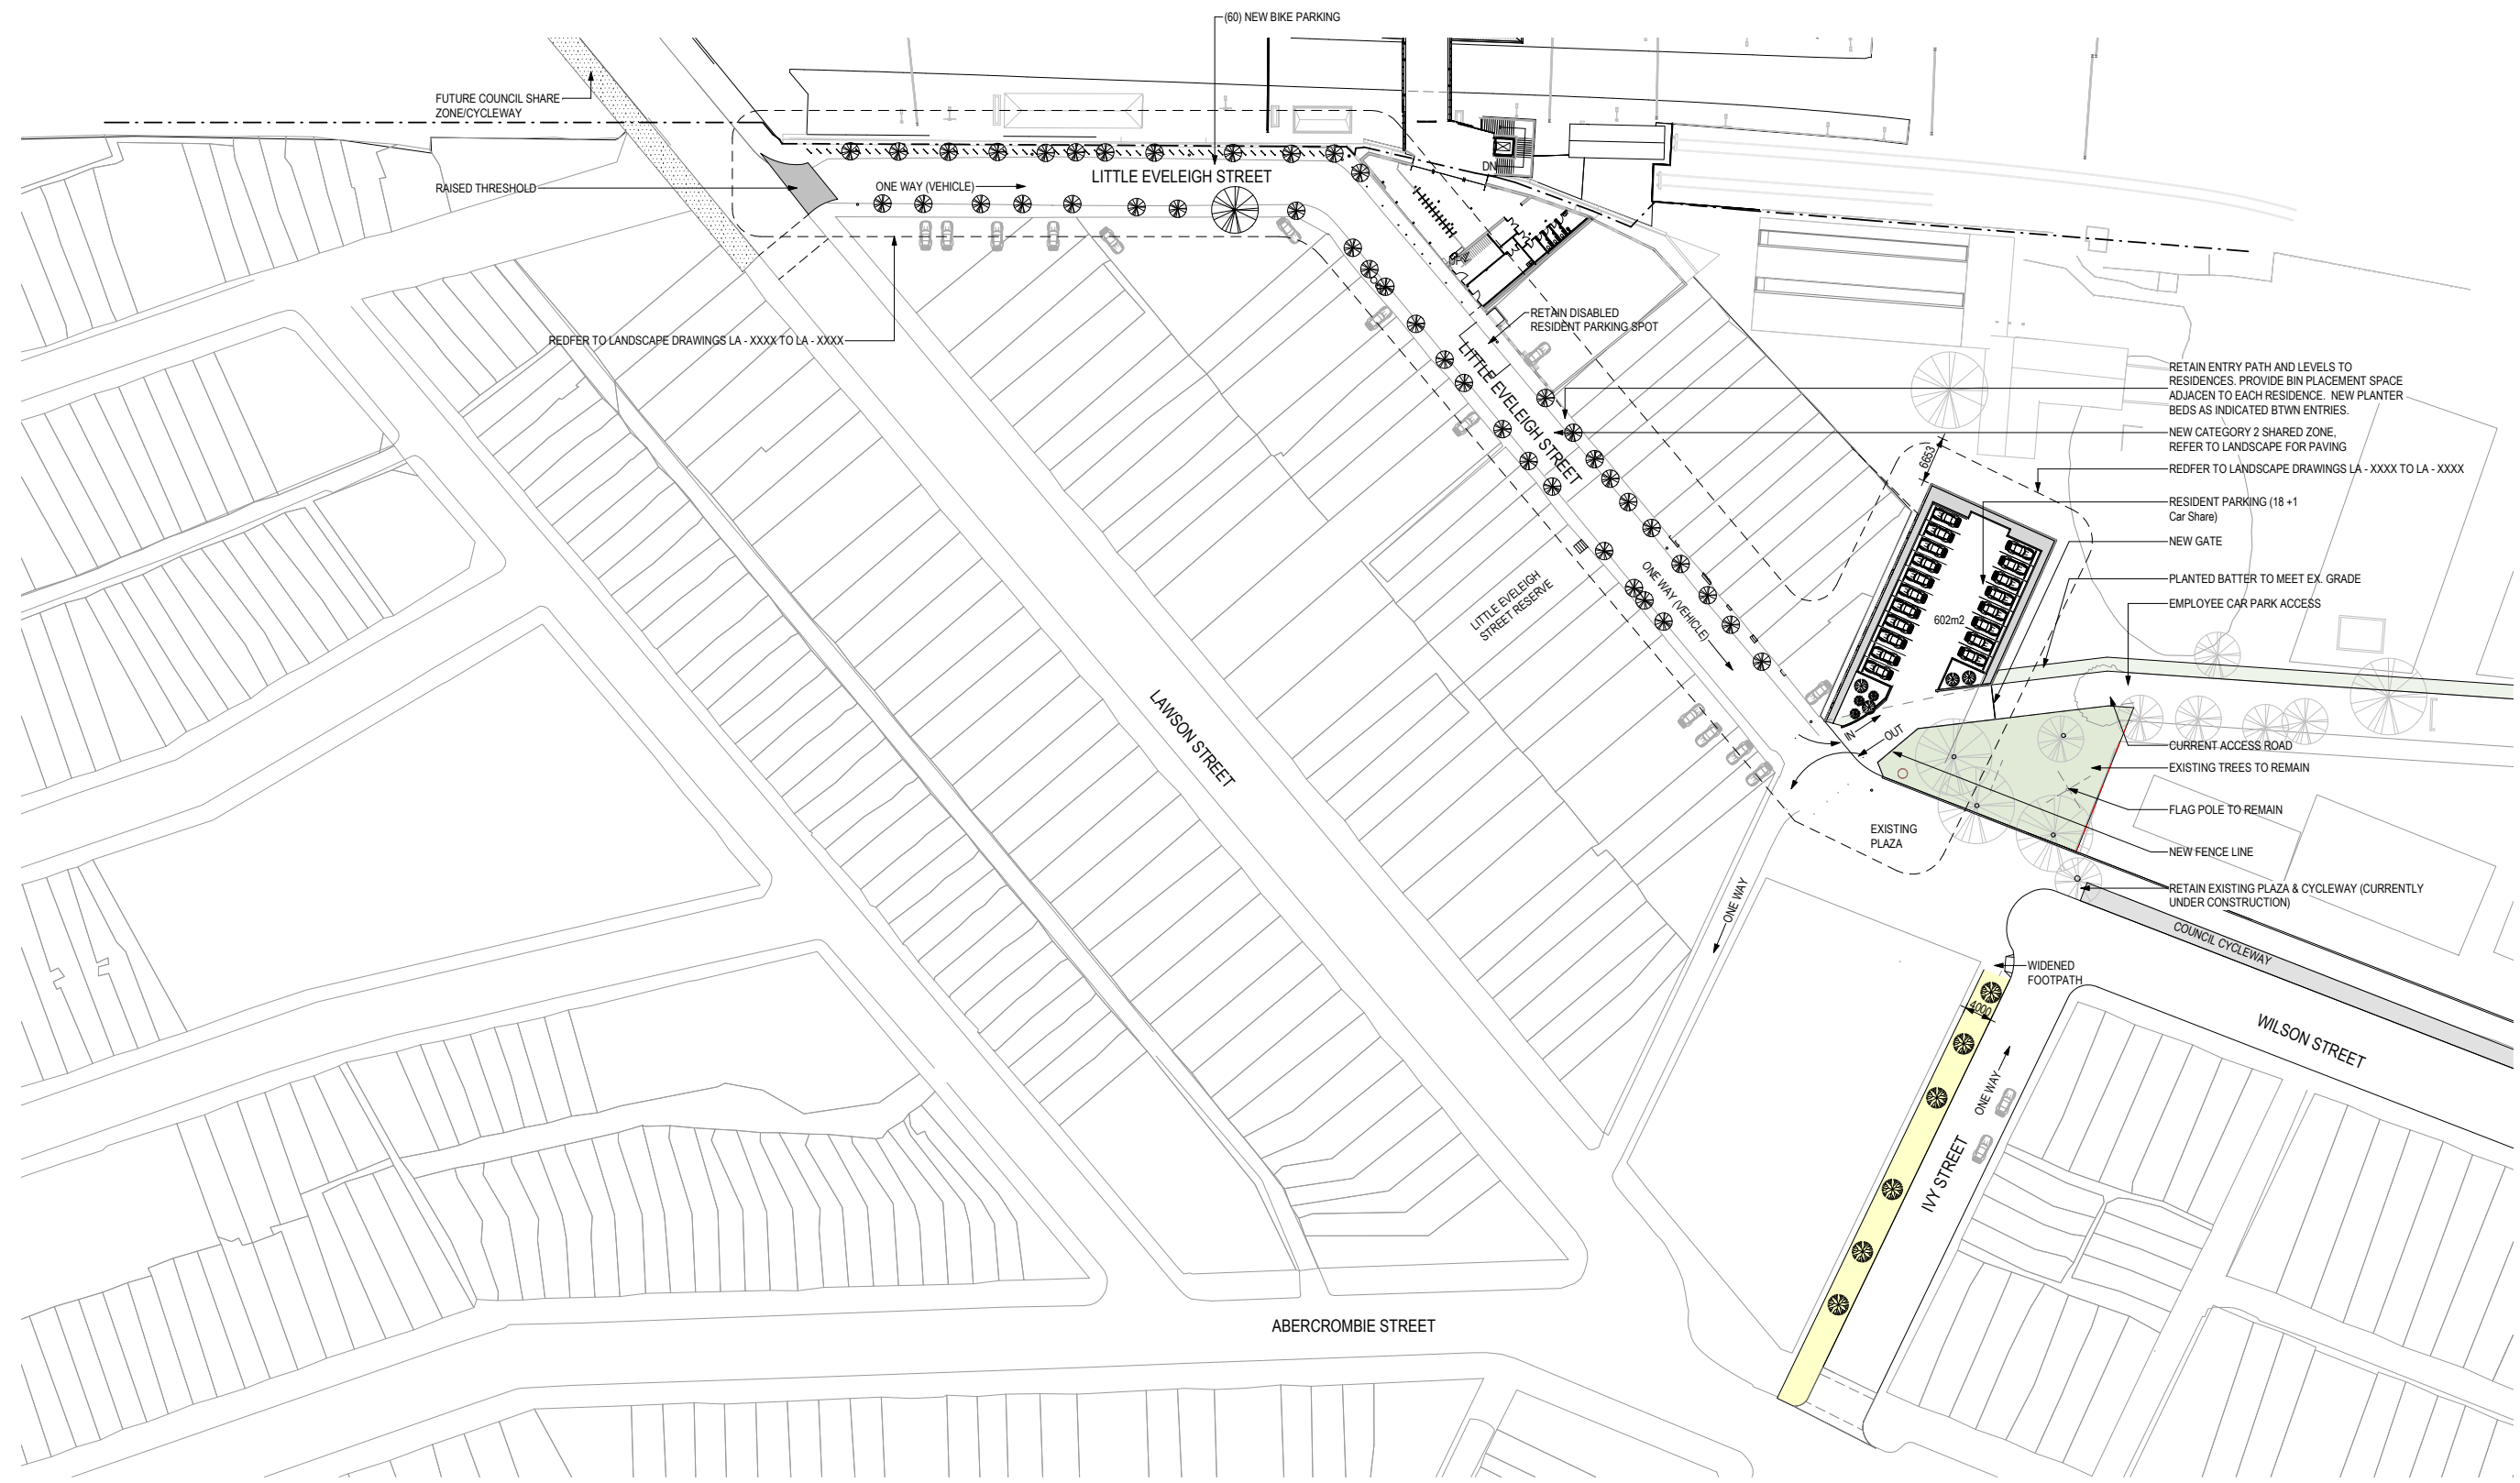 (60) NEW BIKE PARKING
FUTURE COUNCIL SHARE
ZONE/CYCLEWAY
RAISED THRESHOLD
ONE WAY (VEHICLE)
LITTLE EVELEIGH STREET
DN
REDFER TO LANDSCAPE DRAWINGS LA - XXXX TO LA - XXXX
RETAIN DISABLED
RESIDENT PARKING SPOT
LITTLE EVELEIGH STREET
RETAIN ENTRY PATH AND LEVELS TO
RESIDENCES. PROVIDE BIN PLACEMENT SPACE
ADJACEN TO EACH RESIDENCE. NEW PLANTER
BEDS AS INDICATED BTWN ENTRIES.
NEW CATEGORY 2 SHARED ZONE,
REFER TO LANDSCAPE FOR PAVING
6653
REDFER TO LANDSCAPE DRAWINGS LA - XXXX TO LA - XXXX
RESIDENT PARKING (18 +1
Car Share)
NEW GATE
PLANTED BATTER TO MEET EX. GRADE
EMPLOYEE CAR PARK ACCESS
602m2
ONE WAY (VEHICLE)
LITTLE EVELEIGH
STREET RESERVE
LAWSON STREET
IN
OUT
CURRENT ACCESS ROAD
EXISTING TREES TO REMAIN
FLAG POLE TO REMAIN
EXISTING
PLAZA
NEW FENCE LINE
RETAIN EXISTING PLAZA & CYCLEWAY (CURRENTLY
UNDER CONSTRUCTION)
ONE WAY
COUNCIL CYCLEWAY
WIDENED
FOOTPATH
4000
WILSON STREET
ONE WAY
IVY STREET
ABERCROMBIE STREET